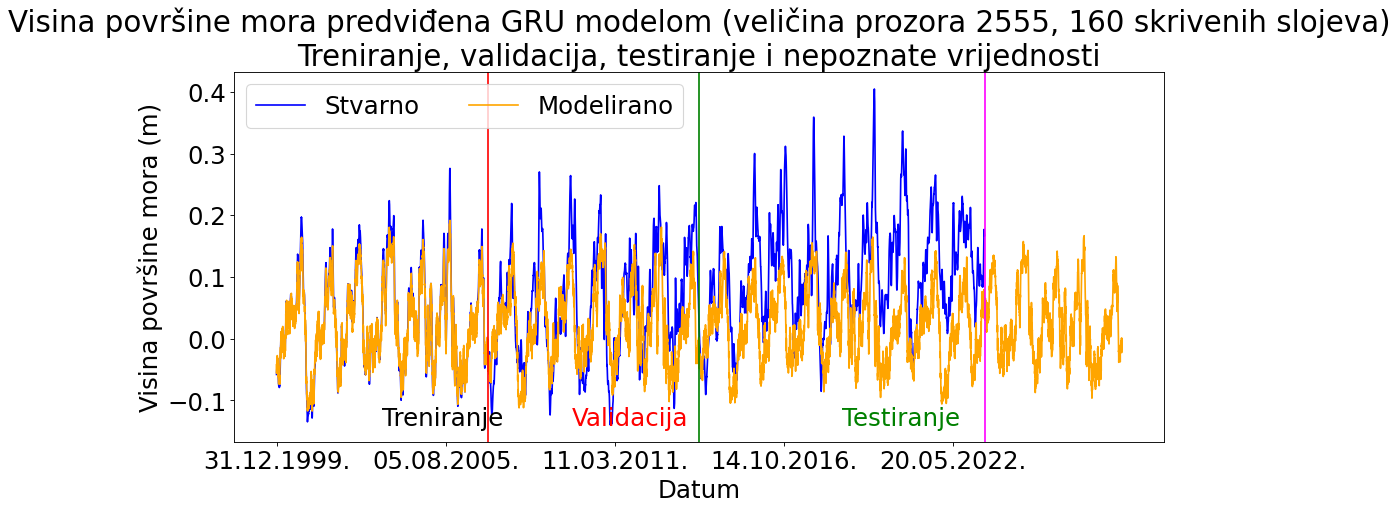 Visina površine mora predviđena GRU modelom (veličina prozora 2555, 160 skrivenih slojeva)
Treniranje, validacija, testiranje i nepoznate vrijednosti
Stvarno Modelirano
Visina površine mora (m)
0.4
0.3
0.2
0.1
0.0
−0.1
Treniranje Validacija Testiranje
31.12.1999. 05.08.2005. 11.03.2011. 14.10.2016. 20.05.2022.
Datum